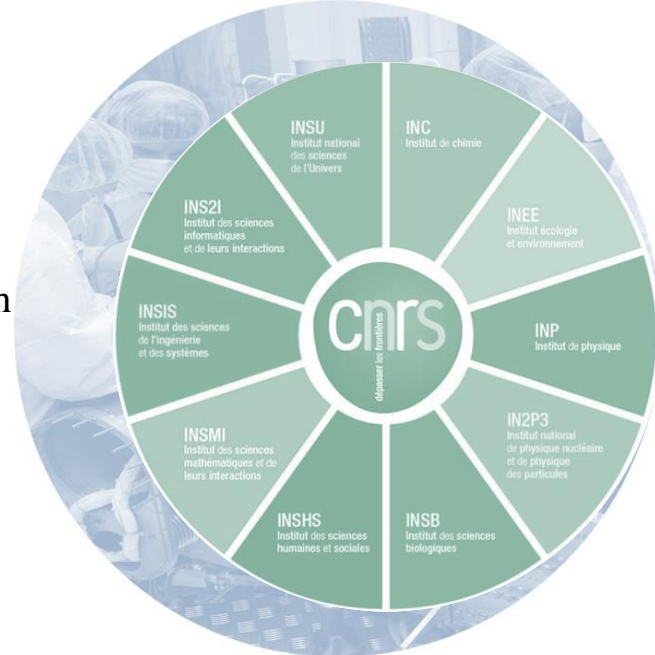 INSU
Institut national
des sciences
de l'Univers
INC
Institut de chimie
INEE
Institut écologie
et environnement
INP
Institut de physique
IN2P3
Institut national
de physique nucléaire
et de physique
des particules
INSB
Institut des sciences
biologiques
INSHS
Institut des sciences
humaines et sociales
INSMI
Institut des sciences
mathématiques et de
leurs interactions
INSIS
Institut des sciences
de l'ingénierie
et des systèmes
INS2I
Institut des sciences
informatiques
et de leurs interactions
cnrs
dépasser les frontières